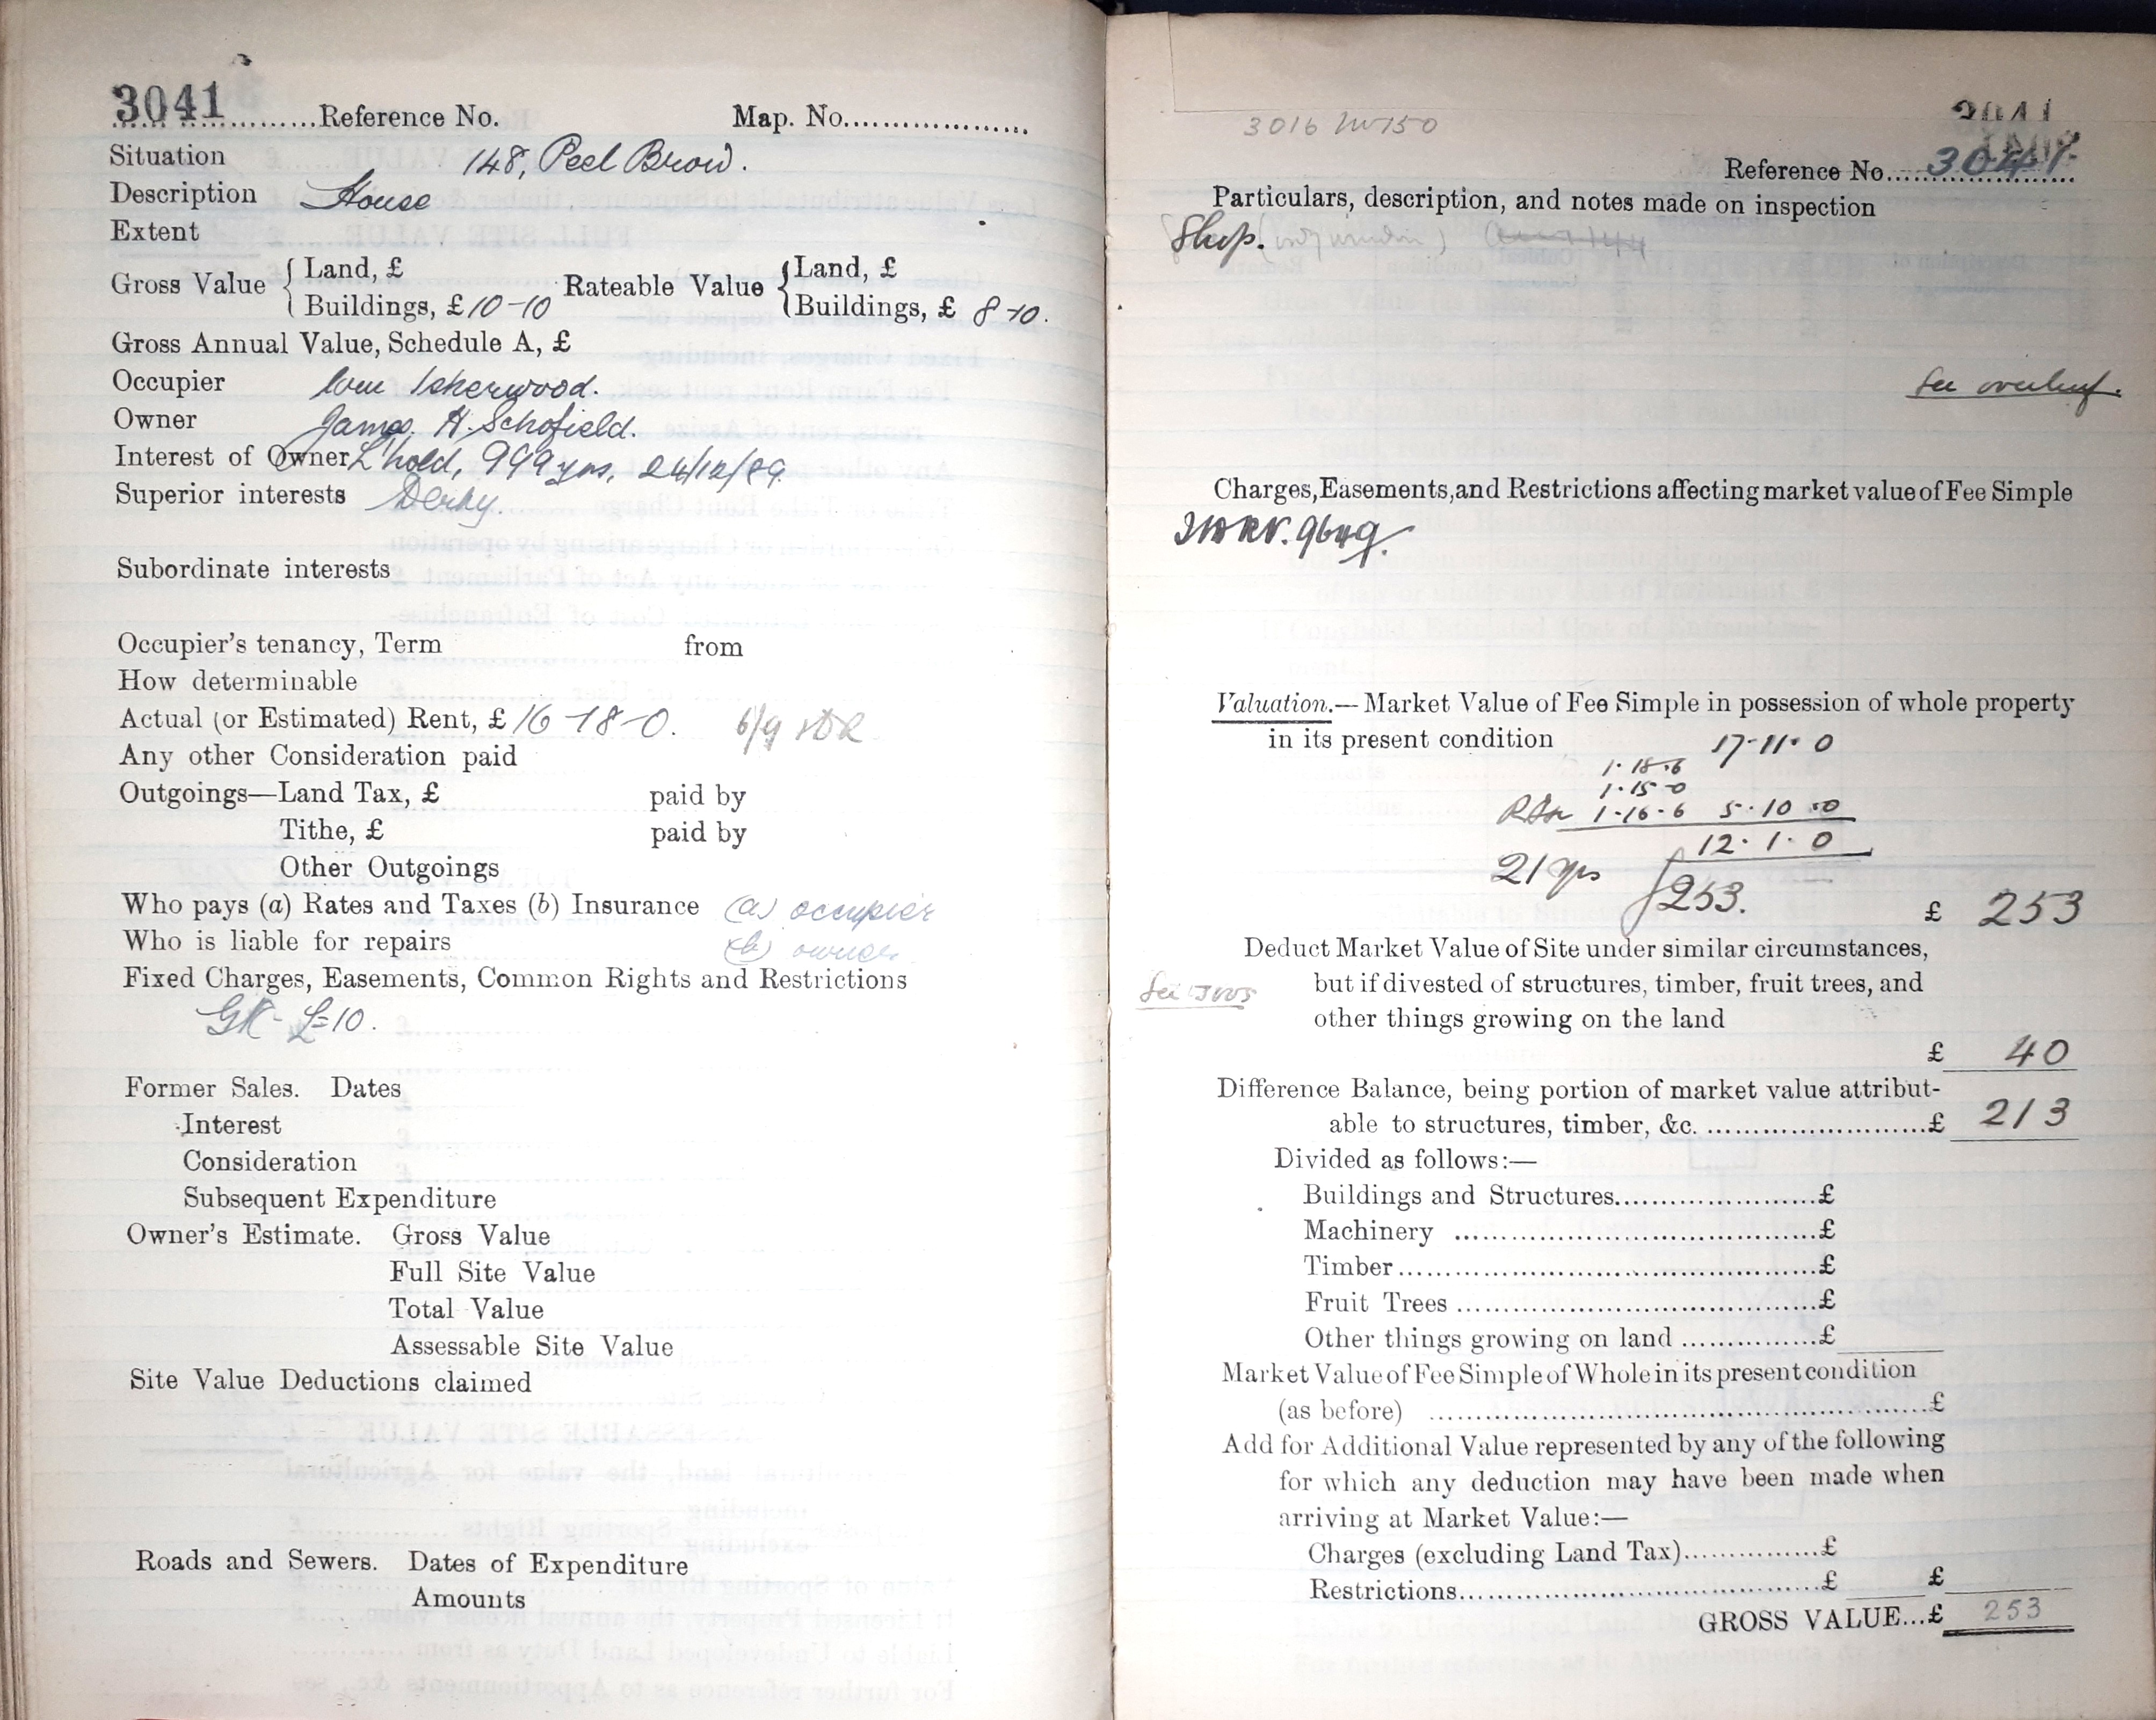 3041 Reference No. Map. No.
Situation 148, Peel Brow.
Description House
Extent
Gross Value { Land, £ Rateable Value { Land, £
Buildings, £ 10-10 Buildings, £ 8-10.
Gross Annual Value, Schedule A, £
Occupier Wm Isherwood.
Owner James H. Schofield.
Interest of Owner L'hold, 999 yrs, 24/12/89
Superior interests Derby.
Subordinate interests
Occupier's tenancy, Term from
How determinable
Actual (or Estimated) Rent, £ 16-18-0. 6/9
Any other Consideration paid
Outgoings—Land Tax, £ paid by
Tithe, £ paid by
Other Outgoings
Who pays (a) Rates and Taxes (b) Insurance (a) occupier
Who is liable for repairs (b) owner
Fixed Charges, Easements, Common Rights and Restrictions
GR - £10.
Former Sales. Dates
Interest
Consideration
Subsequent Expenditure
Owner's Estimate. Gross Value
Full Site Value
Total Value
Assessable Site Value
Site Value Deductions claimed
Roads and Sewers. Dates of Expenditure
Amounts
3016 to 150
3041
Reference No. 3041
Particulars, description, and notes made on inspection
Shop.
See overleaf.
Charges, Easements, and Restrictions affecting market value of Fee Simple
9649.
Valuation.—Market Value of Fee Simple in possession of whole property
in its present condition 17-11-0
1-18-6
1-15-0
1-16-6 5-10-0
12-1-0
21 yrs £253.
£ 253
Deduct Market Value of Site under similar circumstances,
but if divested of structures, timber, fruit trees, and
See
other things growing on the land
£ 40
Difference Balance, being portion of market value attribut-
able to structures, timber, &c. £ 213
Divided as follows:—
Buildings and Structures £
Machinery £
Timber £
Fruit Trees £
Other things growing on land £
Market Value of Fee Simple of Whole in its present condition
(as before) £
Add for Additional Value represented by any of the following
for which any deduction may have been made when
arriving at Market Value:—
Charges (excluding Land Tax) £
Restrictions £ £
GROSS VALUE...£ 253